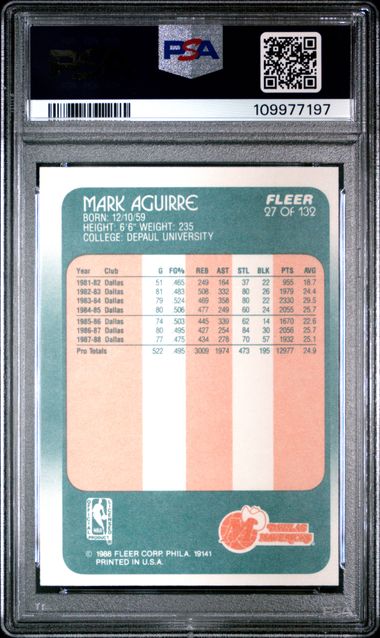 PSA
109977197
MARK AGUIRRE
FLEER
BORN: 12/10/59
27 OF 132
HEIGHT: 6'6" WEIGHT: 235
COLLEGE: DEPAUL UNIVERSITY
Year Club G FG% REB AST STL BLK PTS AVG
1981-82 Dallas 51 465 249 164 37 22 955 18.7
1982-83 Dallas 81 483 508 332 80 26 1979 24.4
1983-84 Dallas 79 524 469 358 80 22 2330 29.5
1984-85 Dallas 80 506 477 249 60 24 2055 25.7
1985-86 Dallas 74 503 445 339 62 14 1670 22.6
1986-87 Dallas 80 495 427 254 84 30 2056 25.7
1987-88 Dallas 77 475 434 278 70 57 1932 25.1
Pro Totals 522 495 3009 1974 473 195 12977 24.9
NBA
PRODUCT
DALLAS
MAVERICKS
© 1988 FLEER CORP. PHILA. 19141
PRINTED IN U.S.A.
PSA